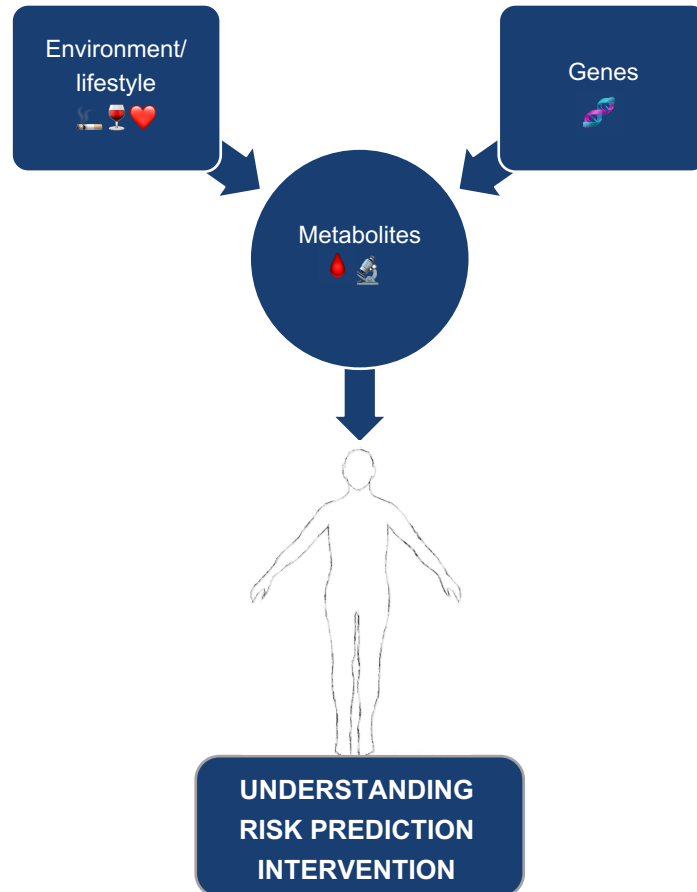 Environment/
lifestyle
Genes
Metabolites
UNDERSTANDING
RISK PREDICTION
INTERVENTION